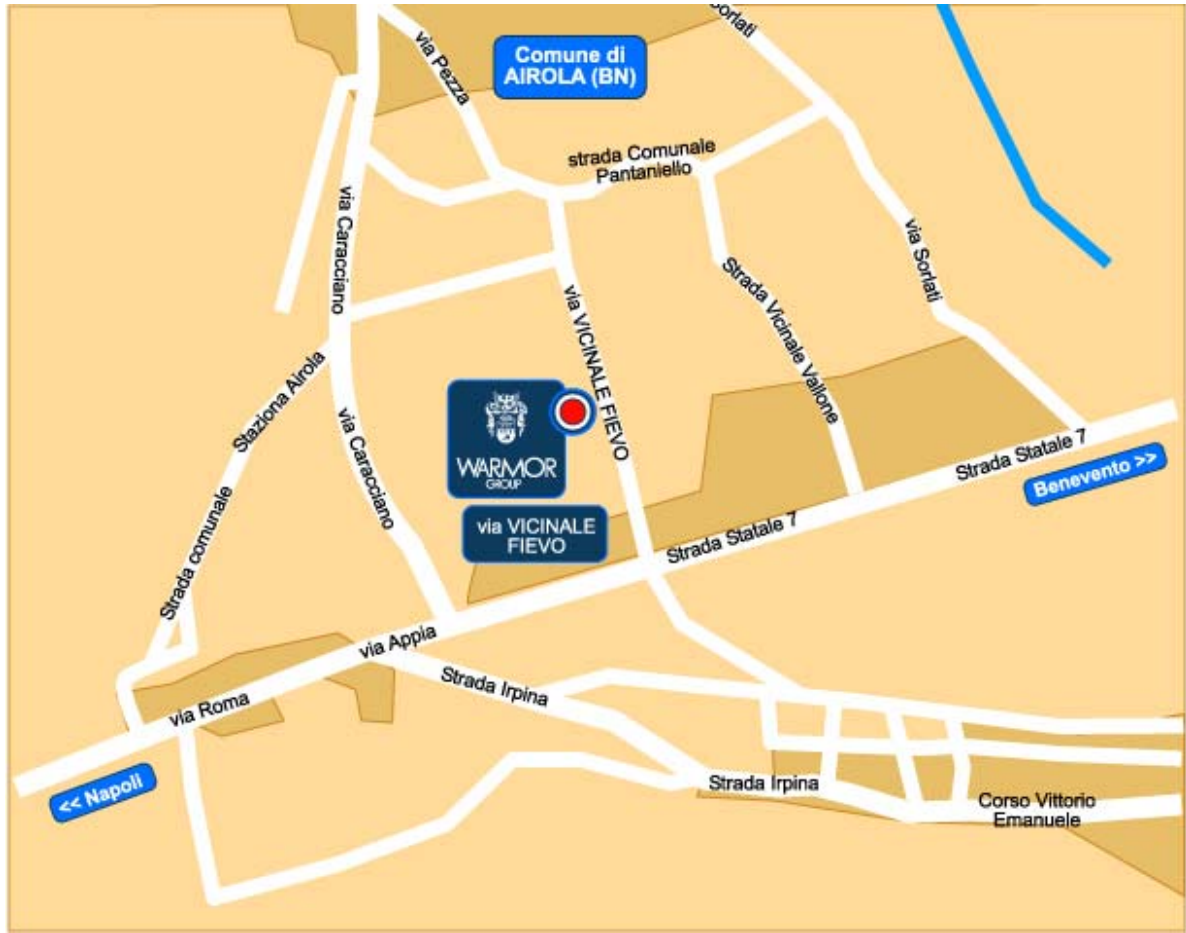 Sorlati
via Pezza
Comune di
AIROLA (BN)
strada Comunale
Pantaniello
via Caracciano
via Sorlati
Strada Vicinale Vallone
via VICINALE FIEVO
Staziona Airola
via Caracciano
WARMOR
GROUP
via VICINALE
FIEVO
Strada Statale 7
Benevento >>
Strada Statale 7
Strada comunale
via Appia
Strada Irpina
via Roma
<< Napoli
Strada Irpina
Corso Vittorio
Emanuele